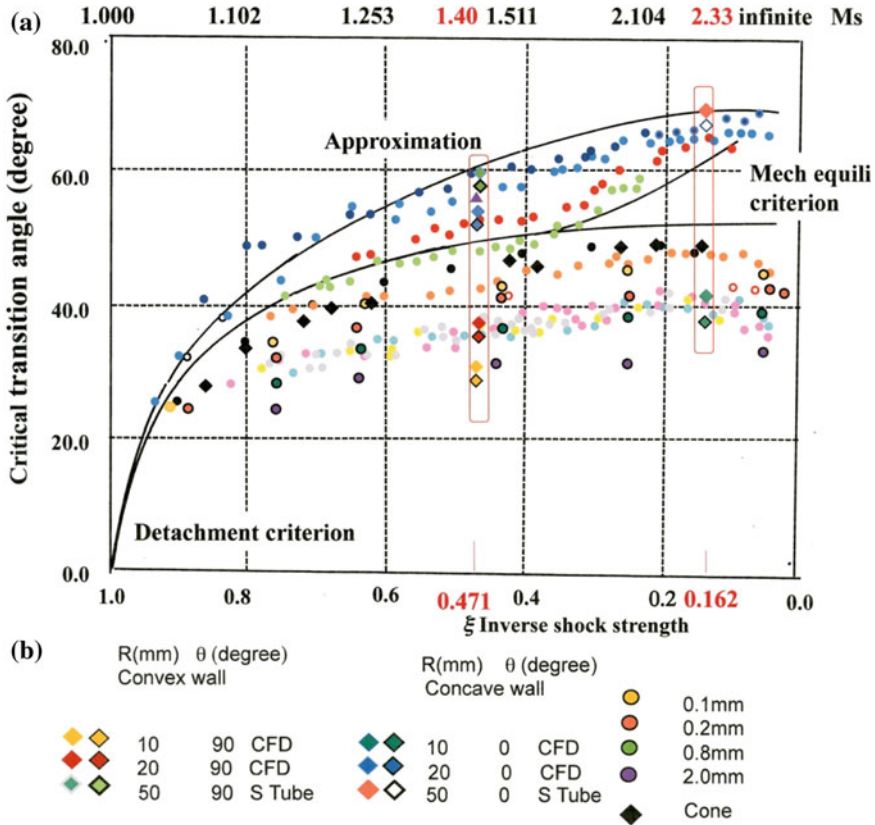 1.000 1.102 1.253 1.40 1.511 2.104 2.33 infinite Ms
(a)
80.0
60.0
40.0
20.0
0.0
Critical transition angle (degree)
Approximation
Mech equili
criterion
Detachment criterion
1.0 0.8 0.6 0.471 0.4 0.2 0.162 0.0
ξ Inverse shock strength
(b)
R(mm) θ (degree)
Convex wall
10 90 CFD
20 90 CFD
50 90 S Tube
R(mm) θ (degree)
Concave wall
10 0 CFD
20 0 CFD
50 0 S Tube
0.1mm
0.2mm
0.8mm
2.0mm
Cone